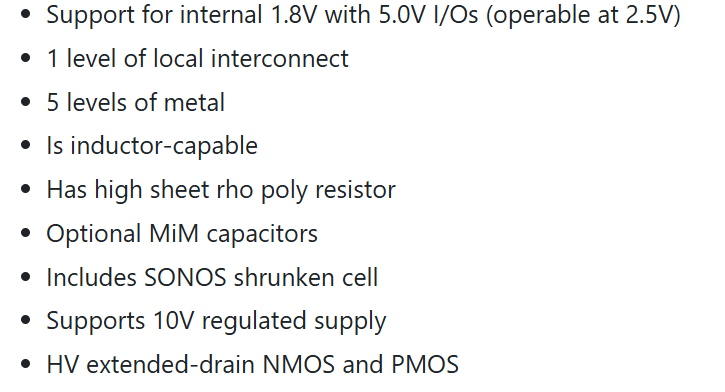 • Support for internal 1.8V with 5.0V I/Os (operable at 2.5V)
• 1 level of local interconnect
• 5 levels of metal
• Is inductor-capable
• Has high sheet rho poly resistor
• Optional MiM capacitors
• Includes SONOS shrunken cell
• Supports 10V regulated supply
• HV extended-drain NMOS and PMOS